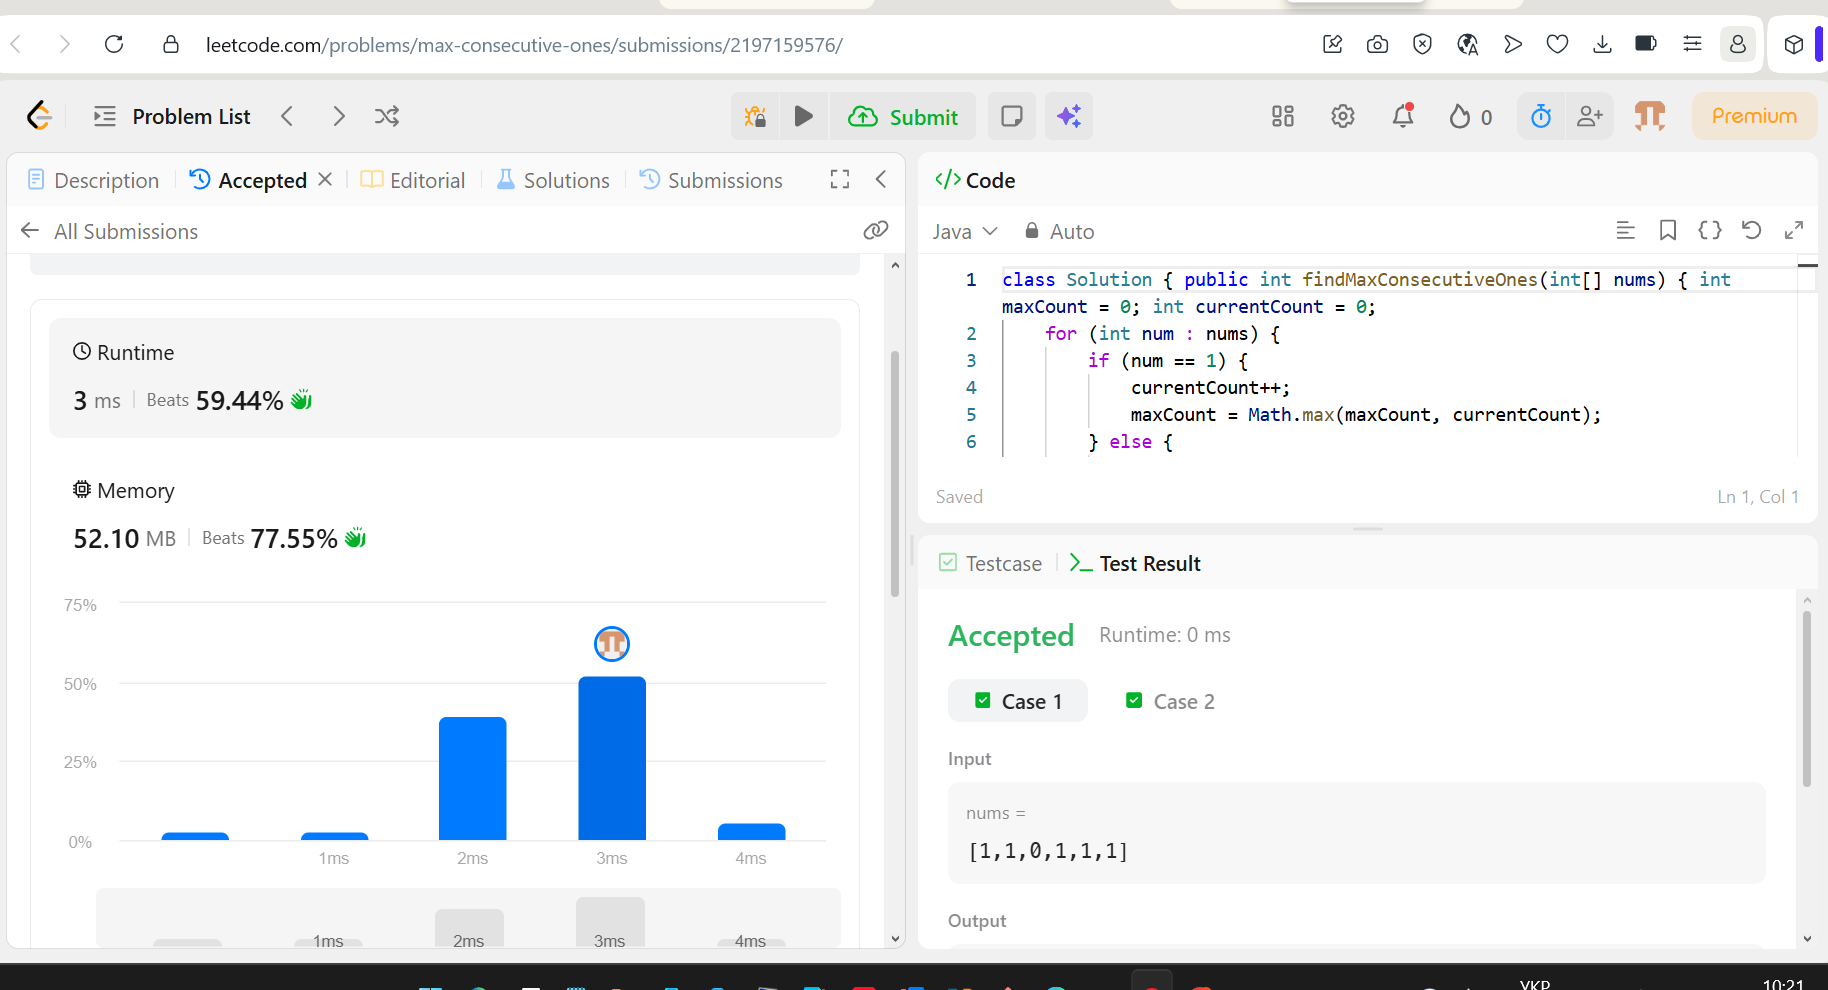 leetcode.com/problems/max-consecutive-ones/submissions/2197159576/
Problem List
Submit
0
Premium
Description
Accepted
Editorial
Solutions
Submissions
All Submissions
Runtime
3 ms
Beats 59.44%
Memory
52.10 MB
Beats 77.55%
75%
50%
25%
0%
1ms 2ms 3ms 4ms
1ms 2ms 3ms 4ms
Code
Java
Auto
1 class Solution { public int findMaxConsecutiveOnes(int[] nums) { int
maxCount = 0; int currentCount = 0;
2 for (int num : nums) {
3 if (num == 1) {
4 currentCount++;
5 maxCount = Math.max(maxCount, currentCount);
6 } else {
Saved
Ln 1, Col 1
Testcase
Test Result
Accepted
Runtime: 0 ms
Case 1
Case 2
Input
nums =
[1,1,0,1,1,1]
Output
УКР
10:21